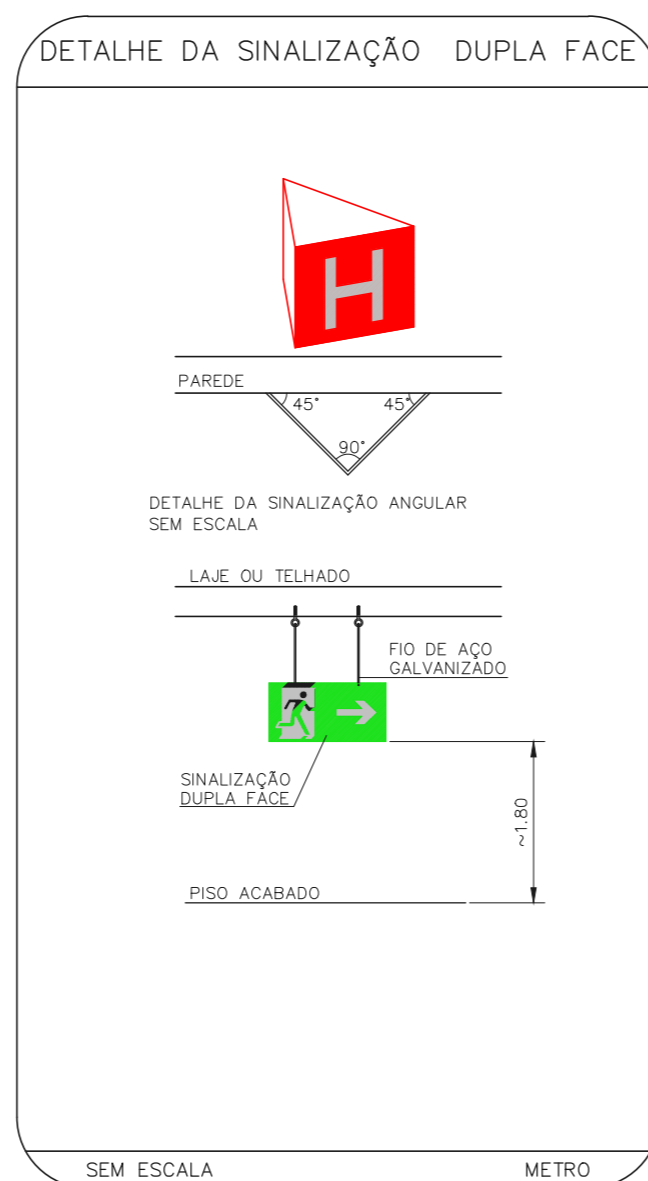 DETALHE DA SINALIZAÇÃO DUPLA FACE
H
PAREDE
45°
45°
90°
DETALHE DA SINALIZAÇÃO ANGULAR
SEM ESCALA
LAJE OU TELHADO
FIO DE AÇO
GALVANIZADO
SINALIZAÇÃO
DUPLA FACE
~1.80
PISO ACABADO
SEM ESCALA
METRO